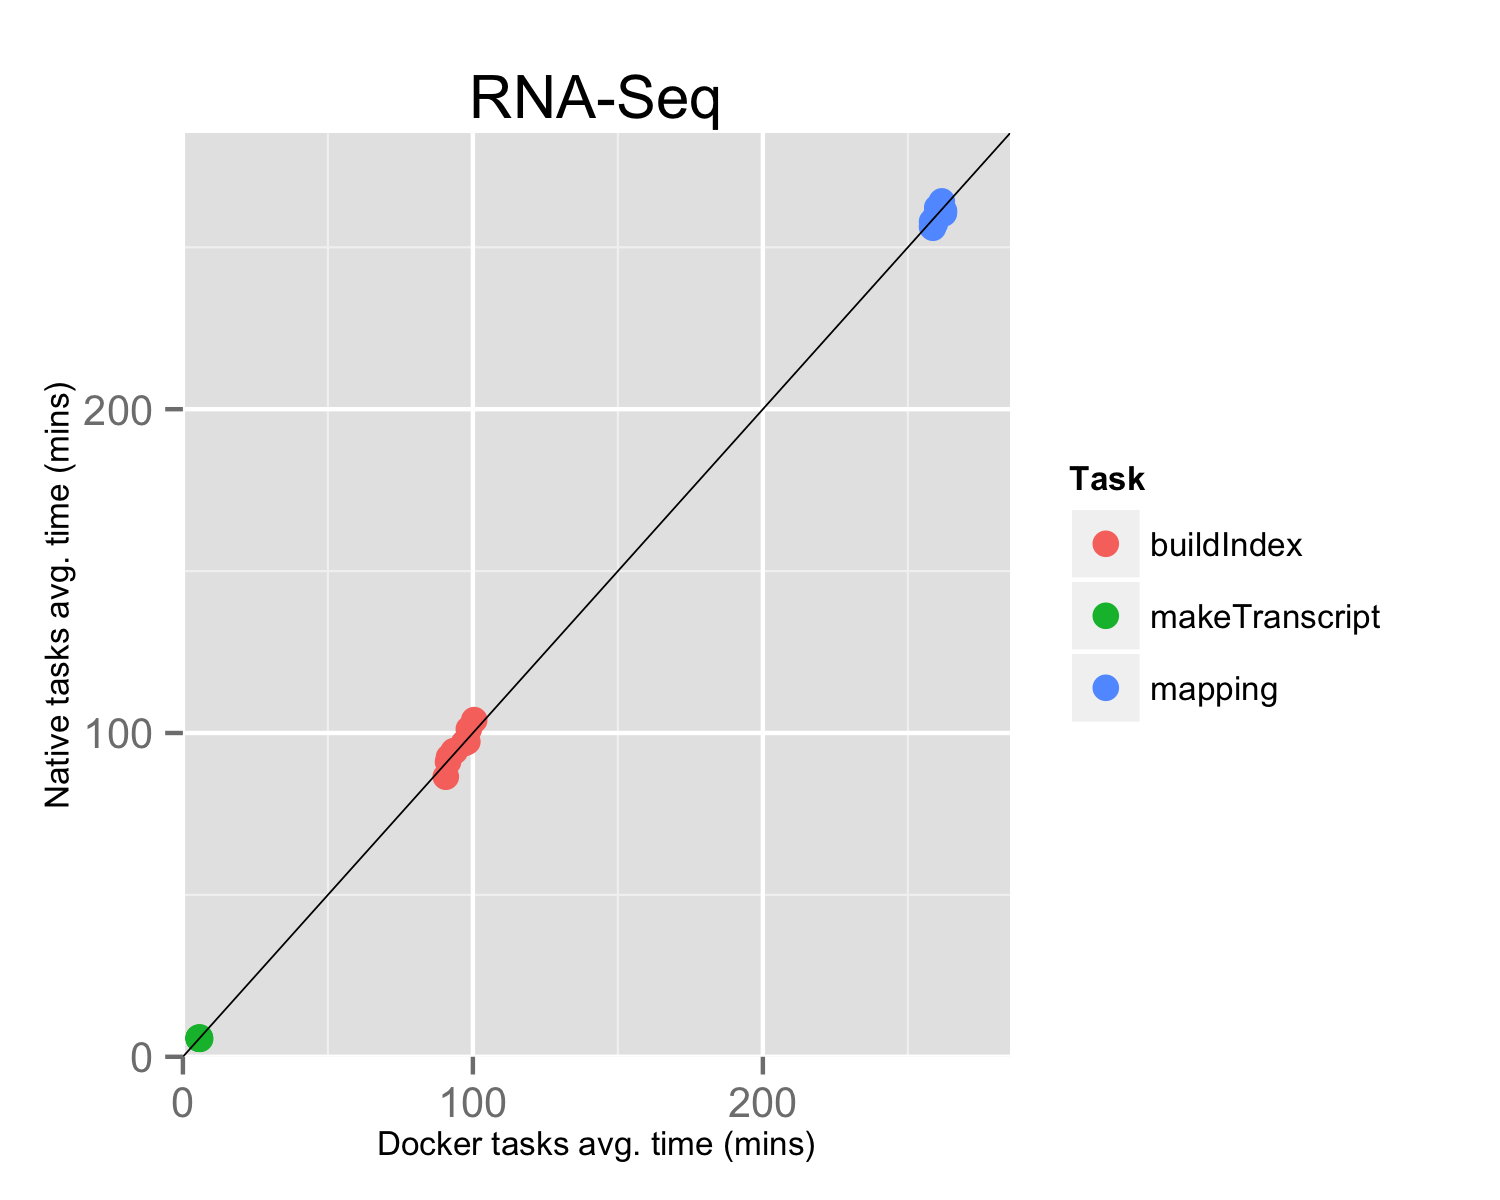 RNA-Seq
Native tasks avg. time (mins)
200
100
0
0 100 200
Docker tasks avg. time (mins)
Task
buildIndex
makeTranscript
mapping